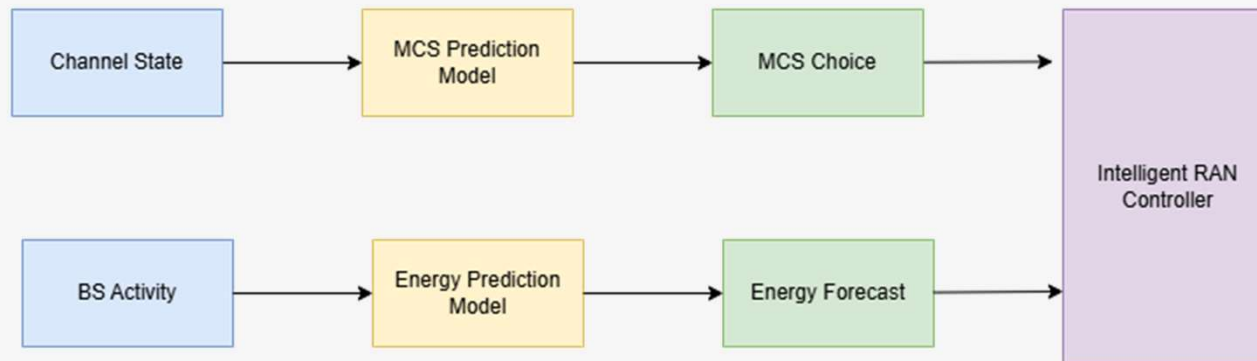 Channel State
MCS Prediction
Model
MCS Choice
Intelligent RAN
Controller
BS Activity
Energy Prediction
Model
Energy Forecast